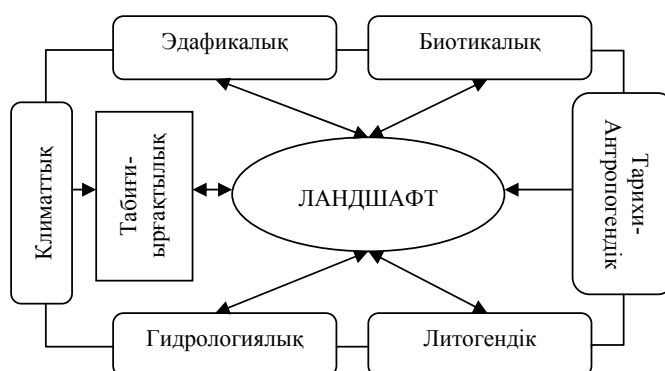 Эдафикалық
Биотикалық
Климаттық
Табиғи-
ырғақтылық
ЛАНДШАФТ
Тарихи-
Антропогендік
Гидрологиялық
Литогендік